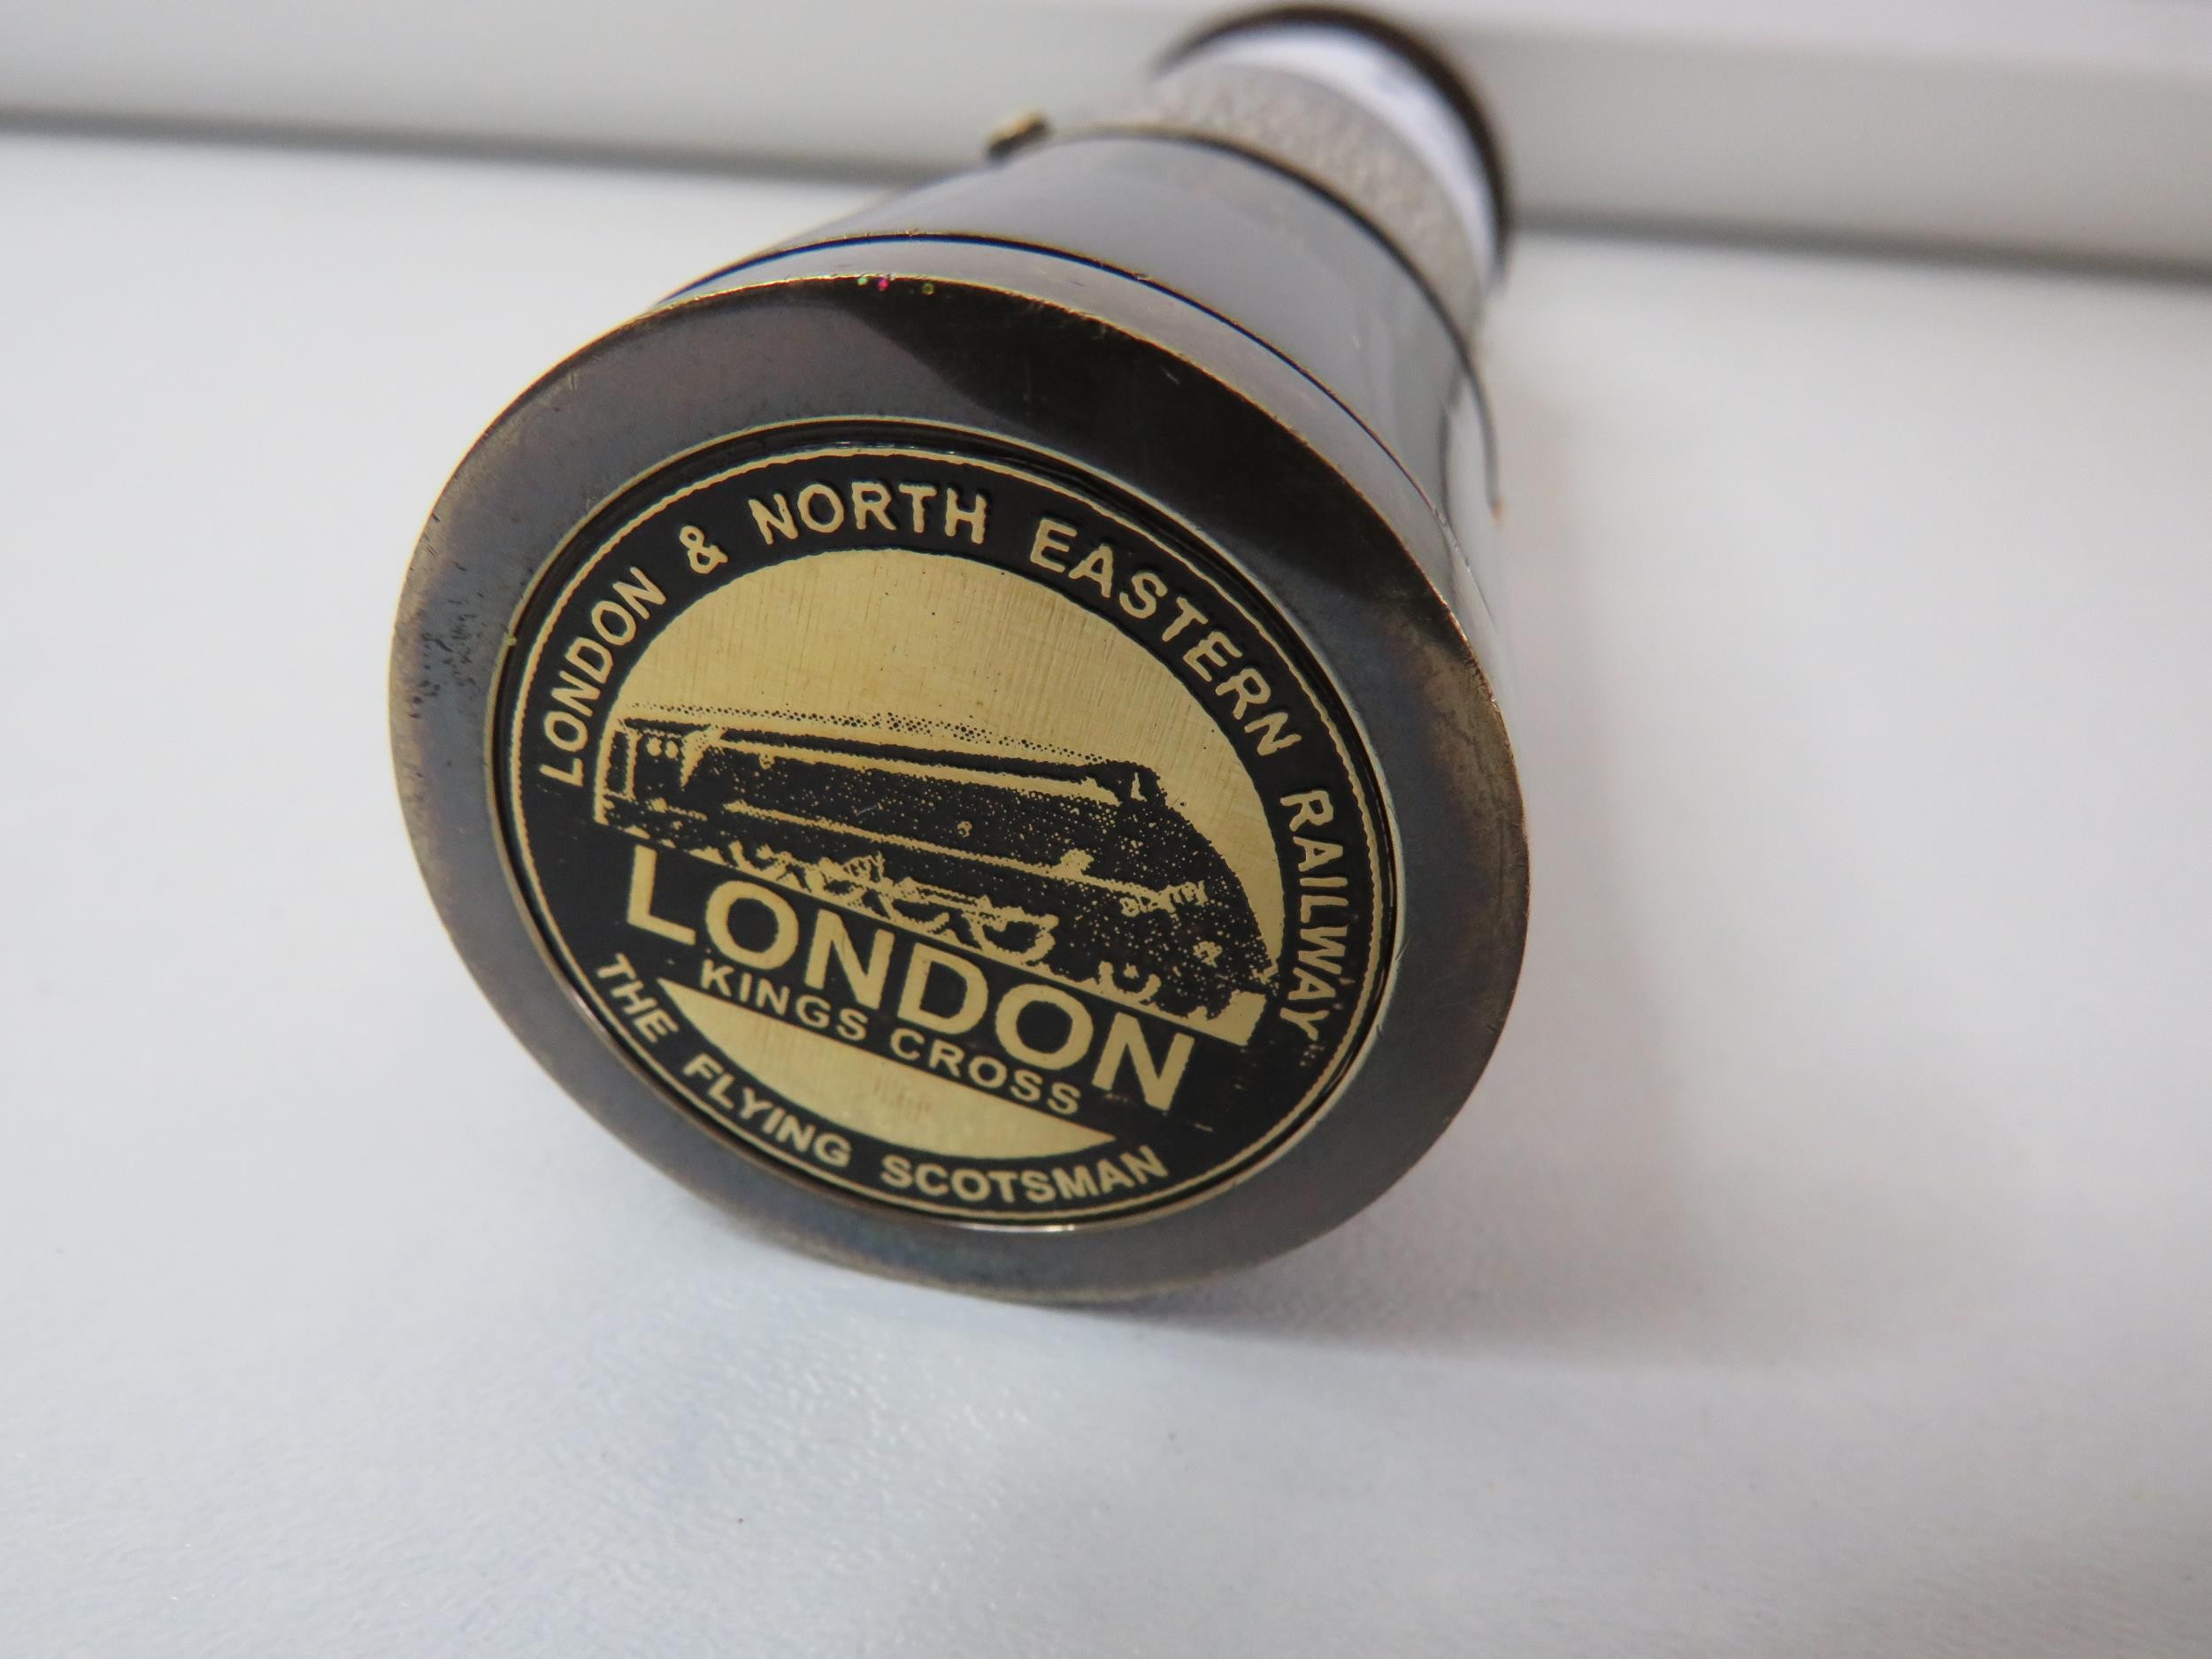 LONDON & NORTH EASTERN RAILWAY
LONDON
KINGS CROSS
THE FLYING SCOTSMAN